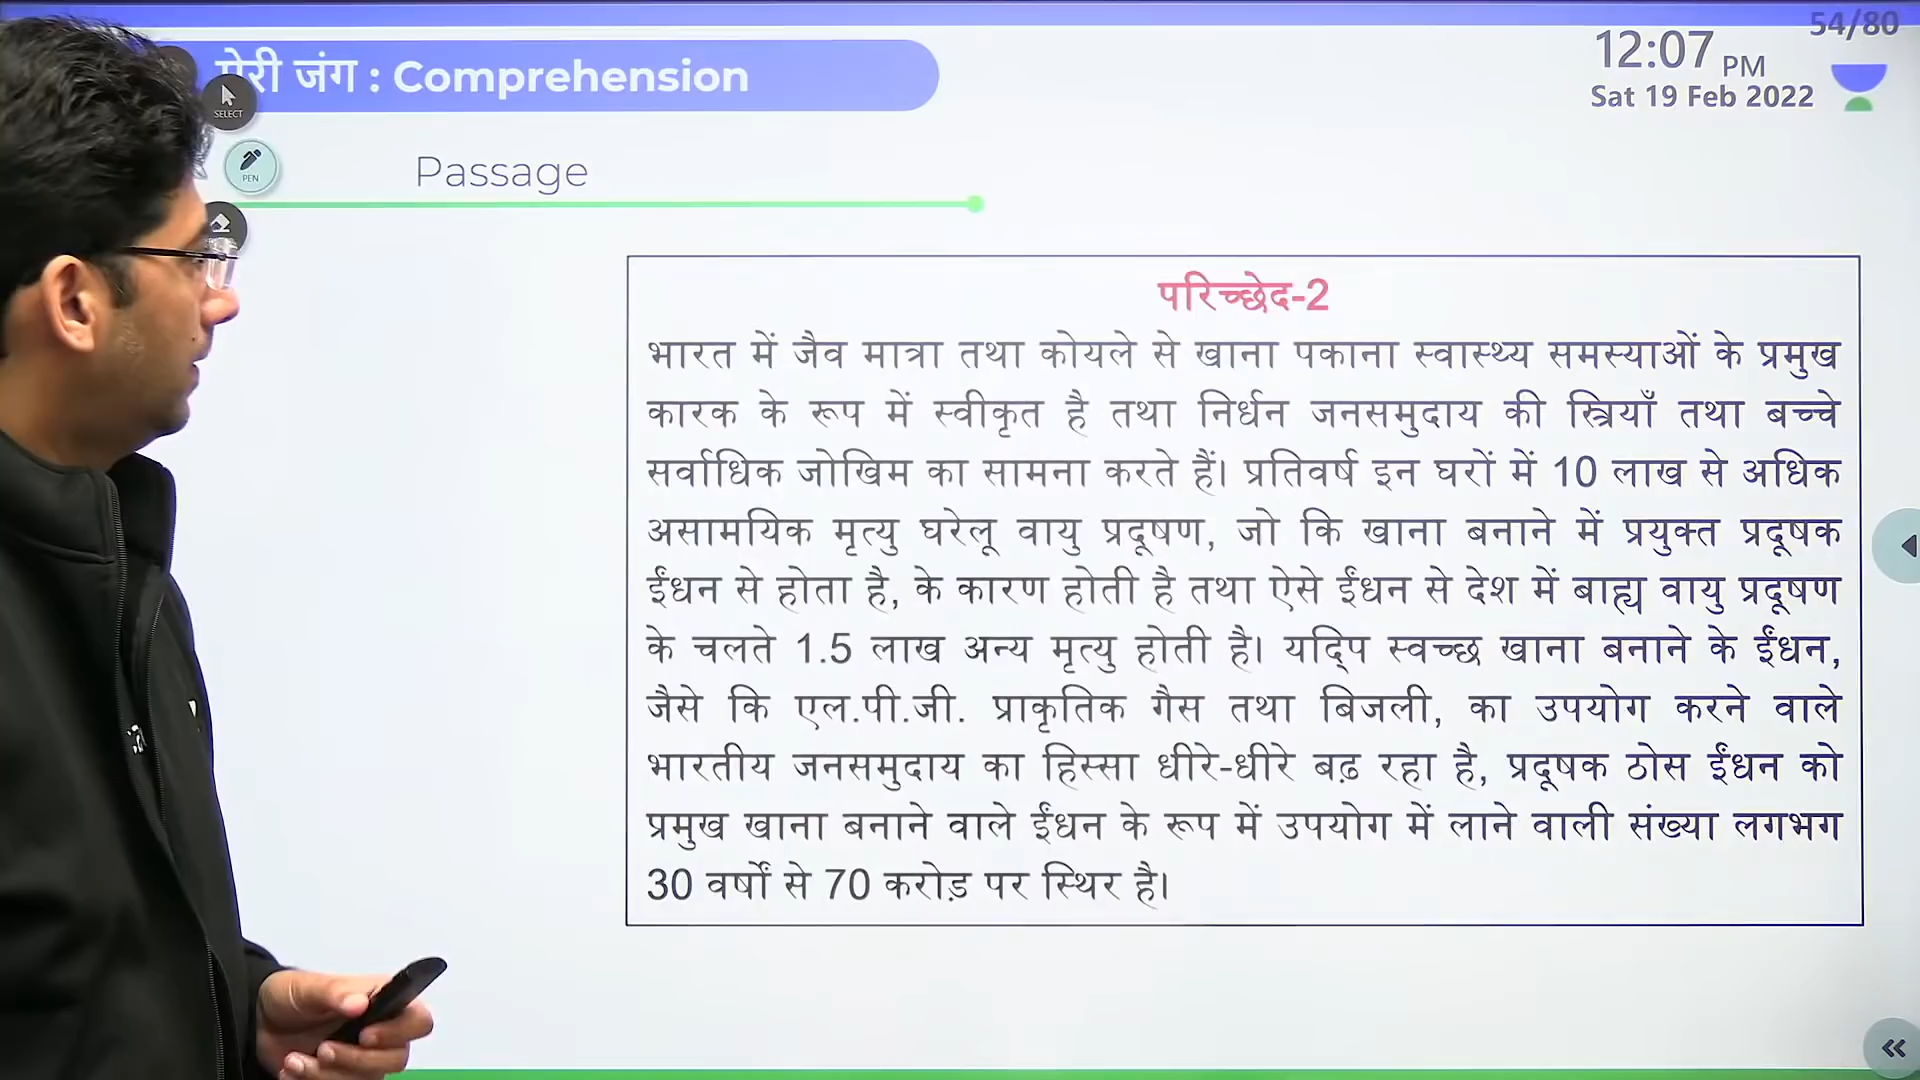 54/80
मेरी जंग : Comprehension
12:07 PM
Sat 19 Feb 2022
SELECT
PEN
Passage
परिच्छेद-2
भारत में जैव मात्रा तथा कोयले से खाना पकाना स्वास्थ्य समस्याओं के प्रमुख
कारक के रूप में स्वीकृत है तथा निर्धन जनसमुदाय की स्त्रियाँ तथा बच्चे
सर्वाधिक जोखिम का सामना करते हैं। प्रतिवर्ष इन घरों में 10 लाख से अधिक
असामयिक मृत्यु घरेलू वायु प्रदूषण, जो कि खाना बनाने में प्रयुक्त प्रदूषक
ईंधन से होता है, के कारण होती है तथा ऐसे ईंधन से देश में बाह्य वायु प्रदूषण
के चलते 1.5 लाख अन्य मृत्यु होती है। यद्पि स्वच्छ खाना बनाने के ईंधन,
जैसे कि एल.पी.जी. प्राकृतिक गैस तथा बिजली, का उपयोग करने वाले
भारतीय जनसमुदाय का हिस्सा धीरे-धीरे बढ़ रहा है, प्रदूषक ठोस ईंधन को
प्रमुख खाना बनाने वाले ईंधन के रूप में उपयोग में लाने वाली संख्या लगभग
30 वर्षों से 70 करोड़ पर स्थिर है।